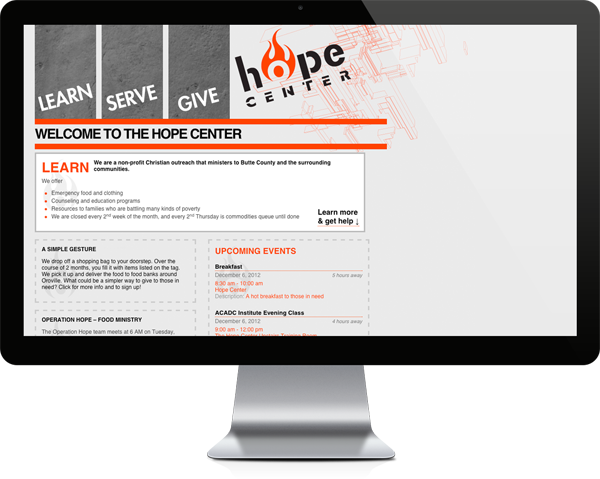 LEARN
SERVE
GIVE
hope
CENTER
WELCOME TO THE HOPE CENTER
LEARN
We are a non-profit Christian outreach that ministers to Butte County and the surrounding
communities.
We offer
Emergency food and clothing
Counseling and education programs
Resources to families who are battling many kinds of poverty
We are closed every 2nd week of the month, and every 2nd Thursday is commodities queue until done
Learn more
& get help ↓
A SIMPLE GESTURE
We drop off a shopping bag to your doorstep. Over the
course of 2 months, you fill it with items listed on the tag.
We pick it up and deliver the food to food banks around
Oroville. What could be a simpler way to give to those in
need? Click for more info and to sign up!
OPERATION HOPE – FOOD MINISTRY
The Operation Hope team meets at 6 AM on Tuesday,
UPCOMING EVENTS
Breakfast
December 6, 2012 5 hours away
8:30 am - 10:00 am
Hope Center
Description: A hot breakfast to those in need
ACADC Institute Evening Class
December 6, 2012 4 hours away
9:00 am - 12:00 pm
The Hope Center Upstairs Training Room